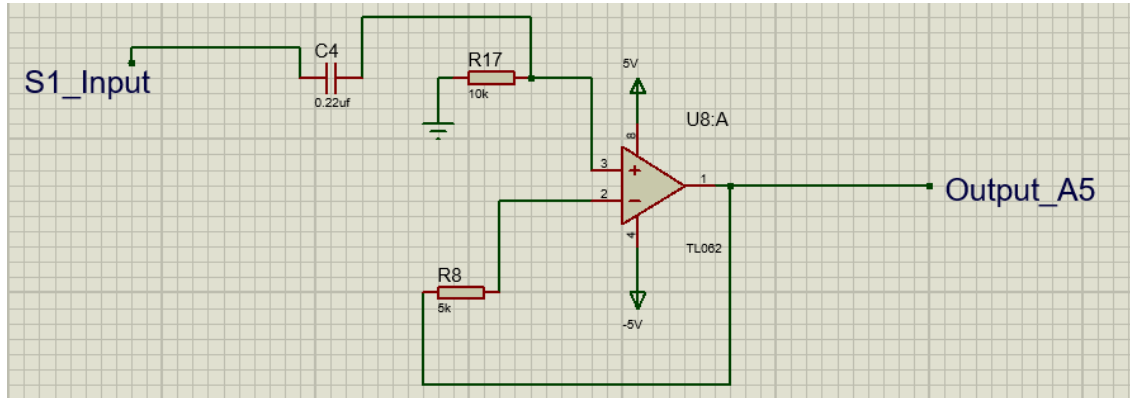 S1_Input
C4
0.22uf
R17
10k
5V
8
U8:A
3
+
2
−
1
4
TL062
-5V
Output_A5
R8
5k